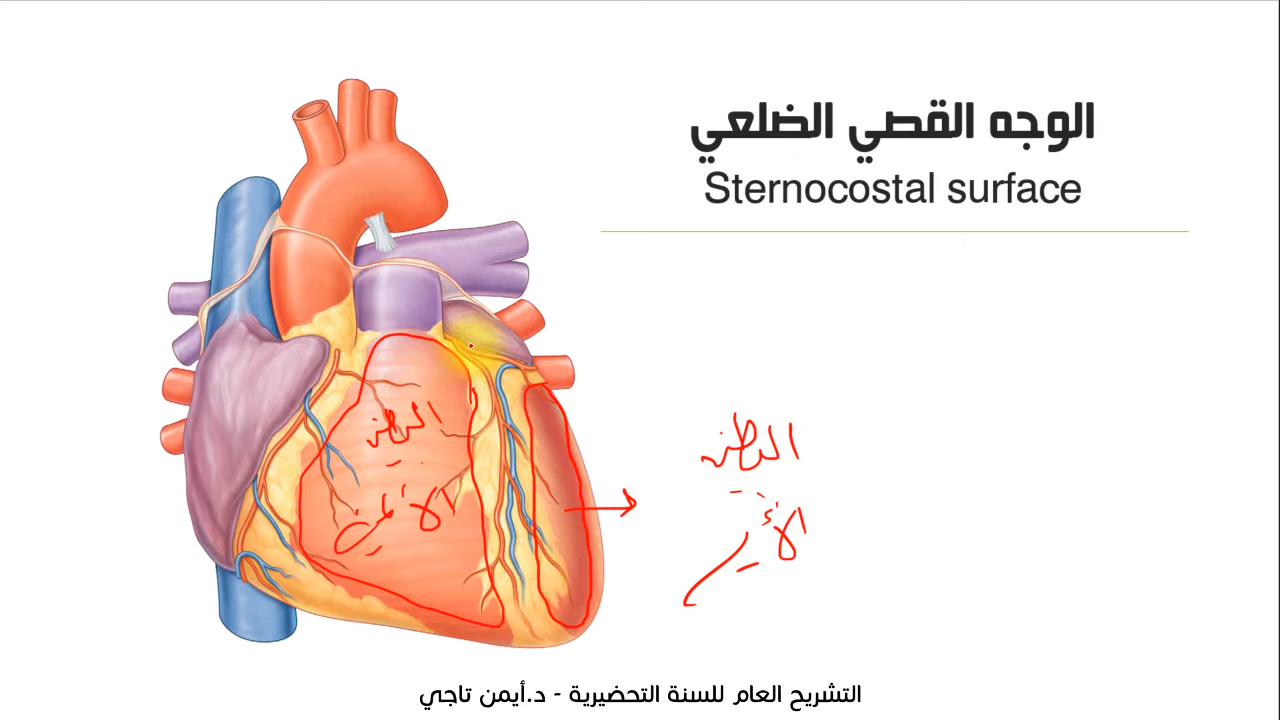 الوجه القصي الضلعي
Sternocostal surface
البطين
الأيمن
البطين
الأيسر
التشريح العام للسنة التحضيرية - د.أيمن تاجي